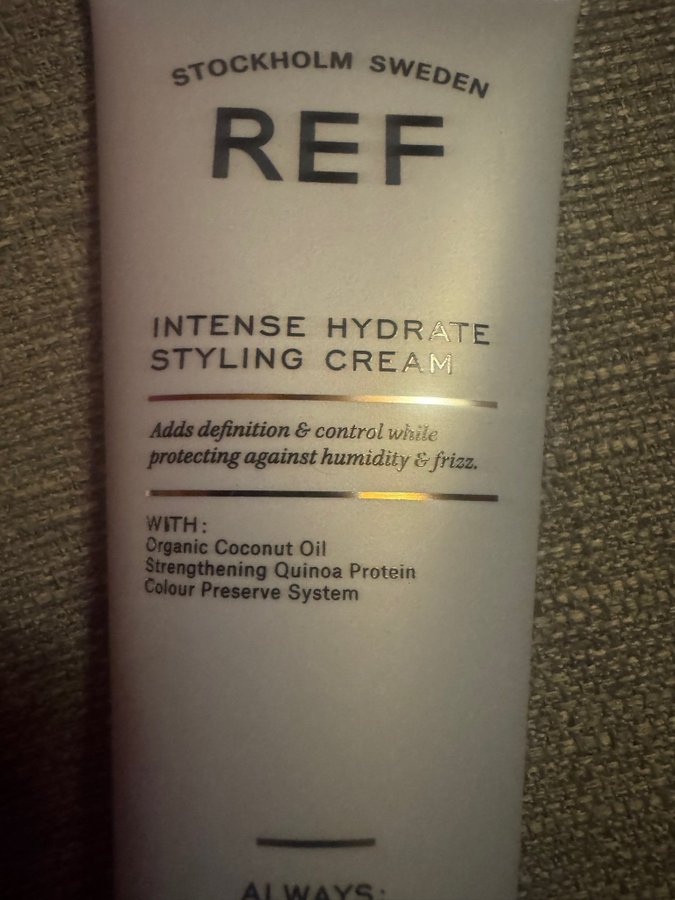 STOCKHOLM SWEDEN
REF
INTENSE HYDRATE
STYLING CREAM
Adds definition & control while
protecting against humidity & frizz.
WITH:
Organic Coconut Oil
Strengthening Quinoa Protein
Colour Preserve System
ALWAYS: